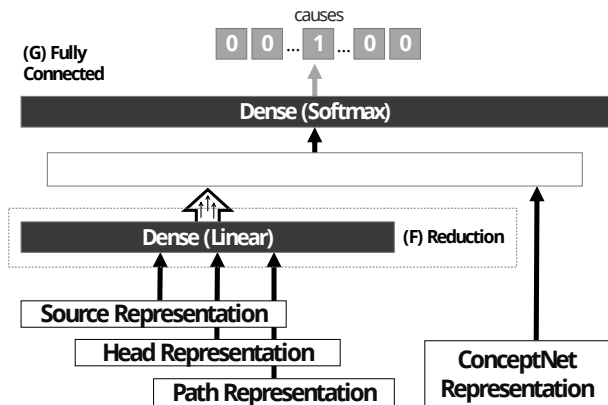 causes
0 0 ... 1 ... 0 0
(G) Fully
Connected
Dense (Softmax)
Dense (Linear)
(F) Reduction
Source Representation
Head Representation
Path Representation
ConceptNet
Representation